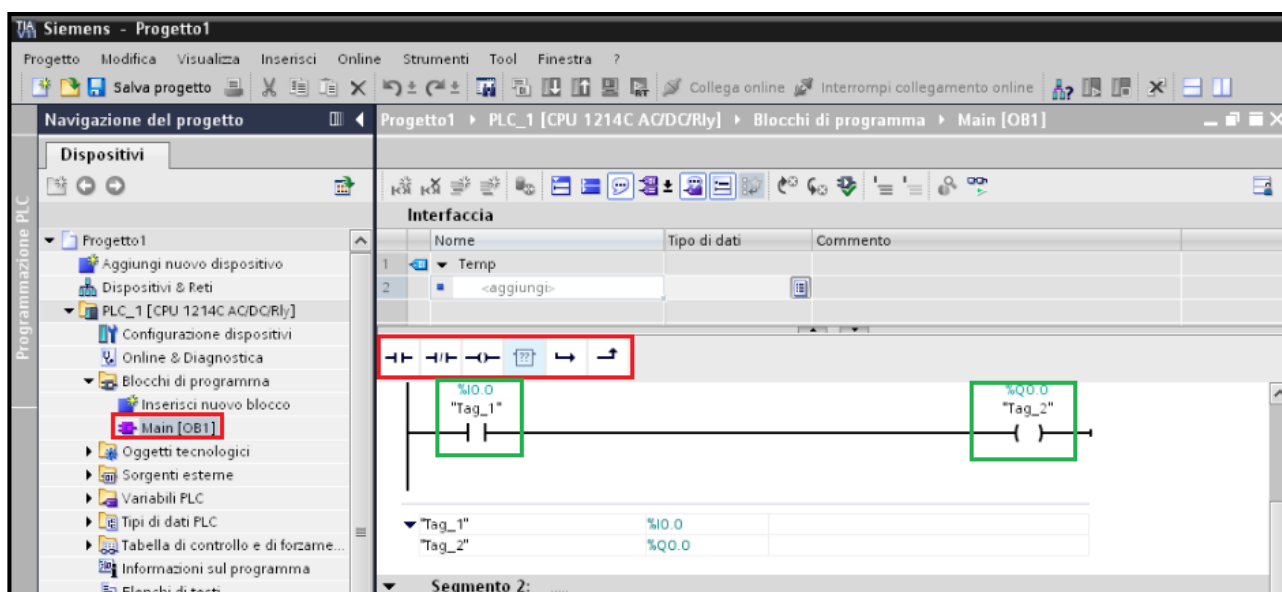 Siemens - Progetto1
Progetto Modifica Visualizza Inserisci Online Strumenti Tool Finestra ?
Salva progetto Collega online Interrompi collegamento online
Navigazione del progetto
Progetto1 PLC_1 [CPU 1214C AC/DC/Rly] Blocchi di programma Main [OB1]
Dispositivi
Programmazione PLC
Interfaccia
Nome Tipo di dati Commento
1 Temp
2 <aggiungi>
Progetto1
Aggiungi nuovo dispositivo
Dispositivi & Reti
PLC_1 [CPU 1214C AC/DC/Rly]
Configurazione dispositivi
Online & Diagnostica
Blocchi di programma
Inserisci nuovo blocco
Main [OB1]
Oggetti tecnologici
Sorgenti esterne
Variabili PLC
Tipi di dati PLC
Tabella di controllo e di forzame...
Informazioni sul programma
Elenchi di testi
??
%I0.0
"Tag_1"
%Q0.0
"Tag_2"
"Tag_1" %I0.0
"Tag_2" %Q0.0
Segmento 2: .....